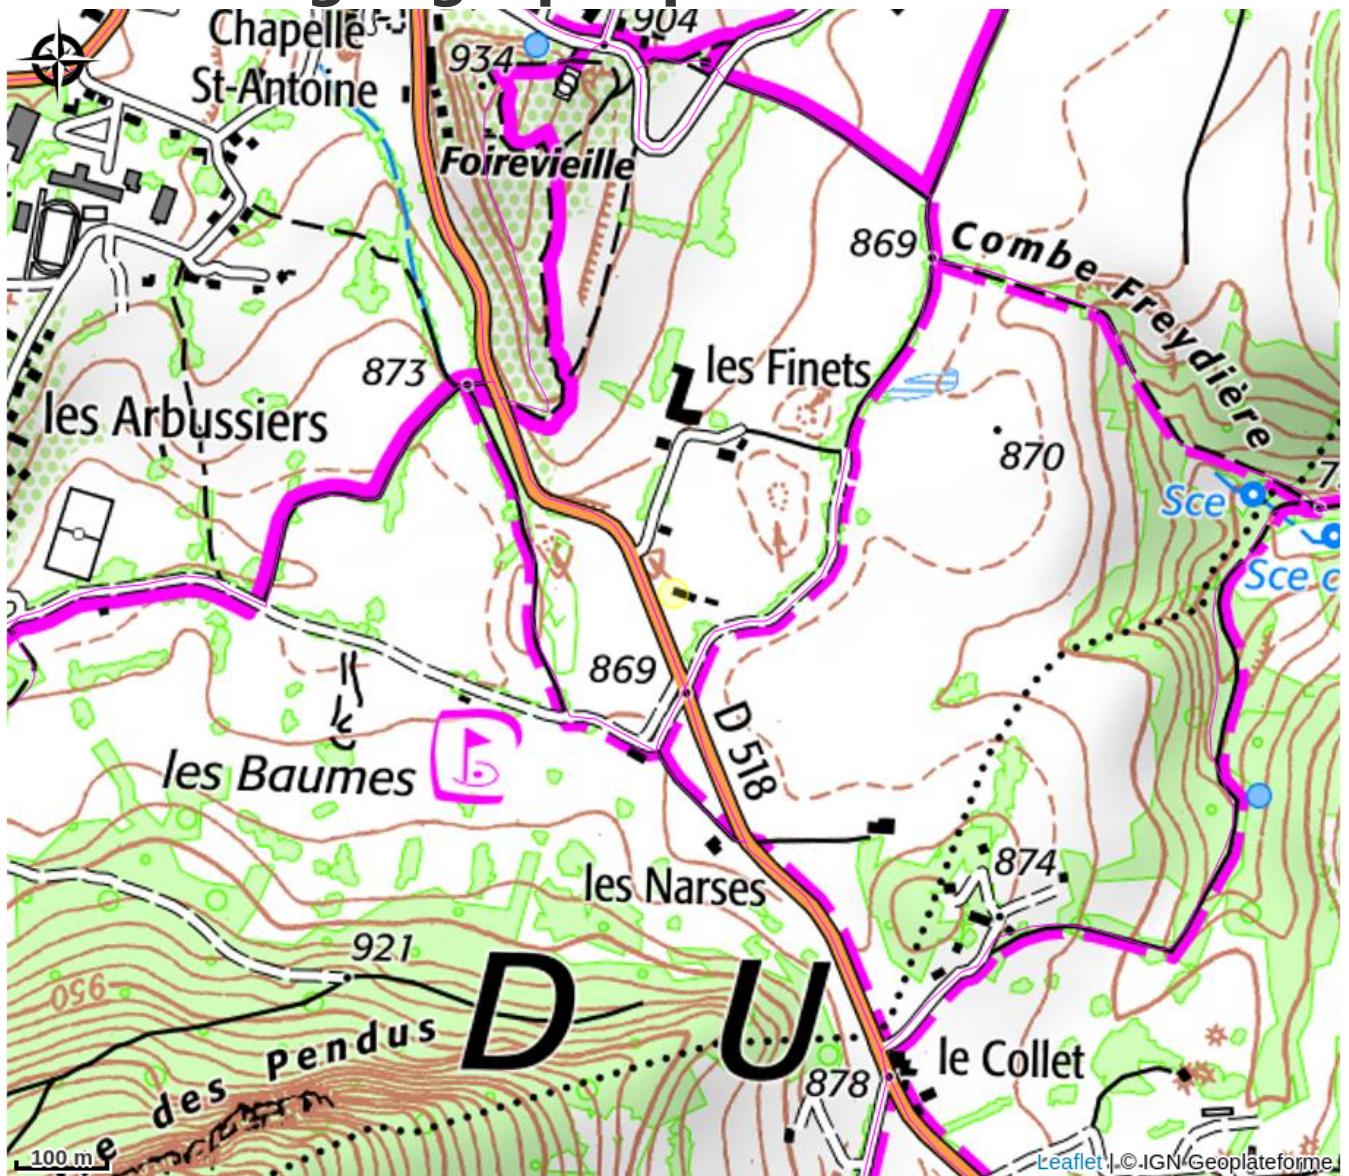 904
Chapelle
St-Antoine
934
Foirevieille
869
Combe Freydière
873
les Finets
les Arbussiers
870
Sce
Sce
869
D 518
les Baumes
874
les Narses
921
950
D U
des Pendus
le Collet
878
100 m
Leaflet | © IGN Geoplateforme